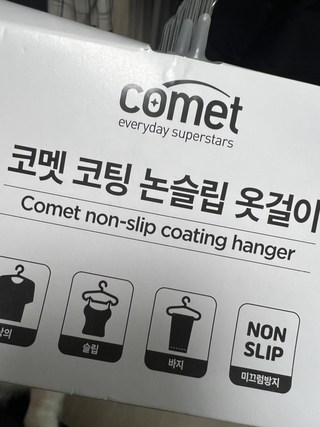 comet
everyday superstars
코멧 코팅 논슬립 옷걸이
Comet non-slip coating hanger
슬립
바지
NON
SLIP
미끄럼방지